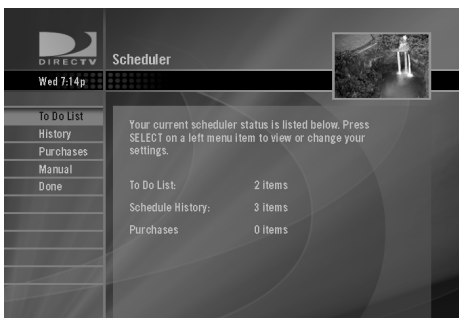 DIRECTV
Scheduler
Wed 7:14p
To Do List
History
Purchases
Manual
Done
Your current scheduler status is listed below. Press
SELECT on a left menu item to view or change your
settings.
To Do List: 2 items
Schedule History: 3 items
Purchases 0 items